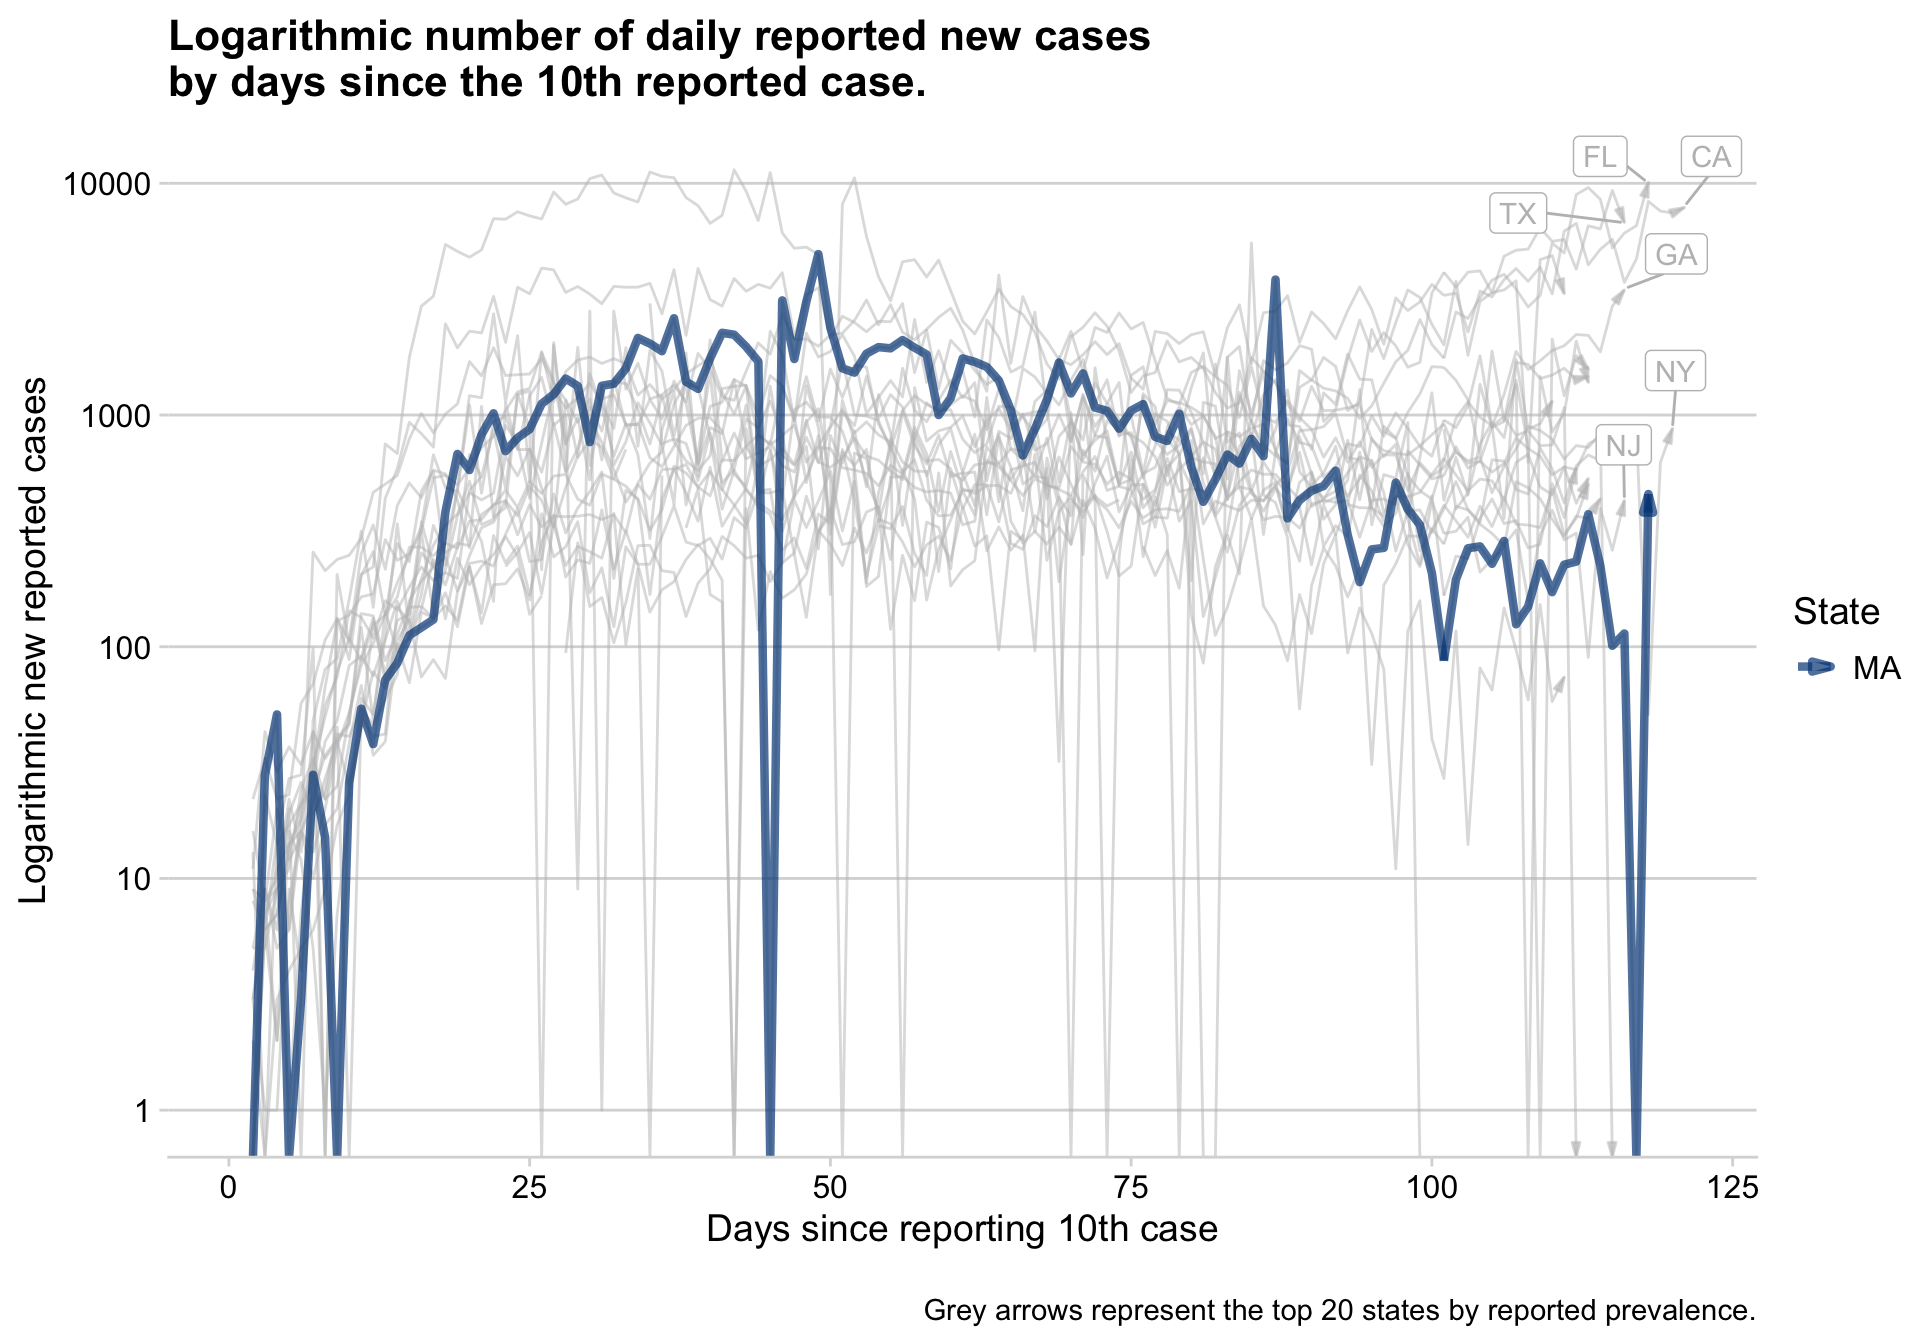 Logarithmic number of daily reported new cases
by days since the 10th reported case.
Logarithmic new reported cases
10000
1000
100
10
1
FL
CA
TX
GA
NY
NJ
State
MA
0
25
50
75
100
125
Days since reporting 10th case
Grey arrows represent the top 20 states by reported prevalence.